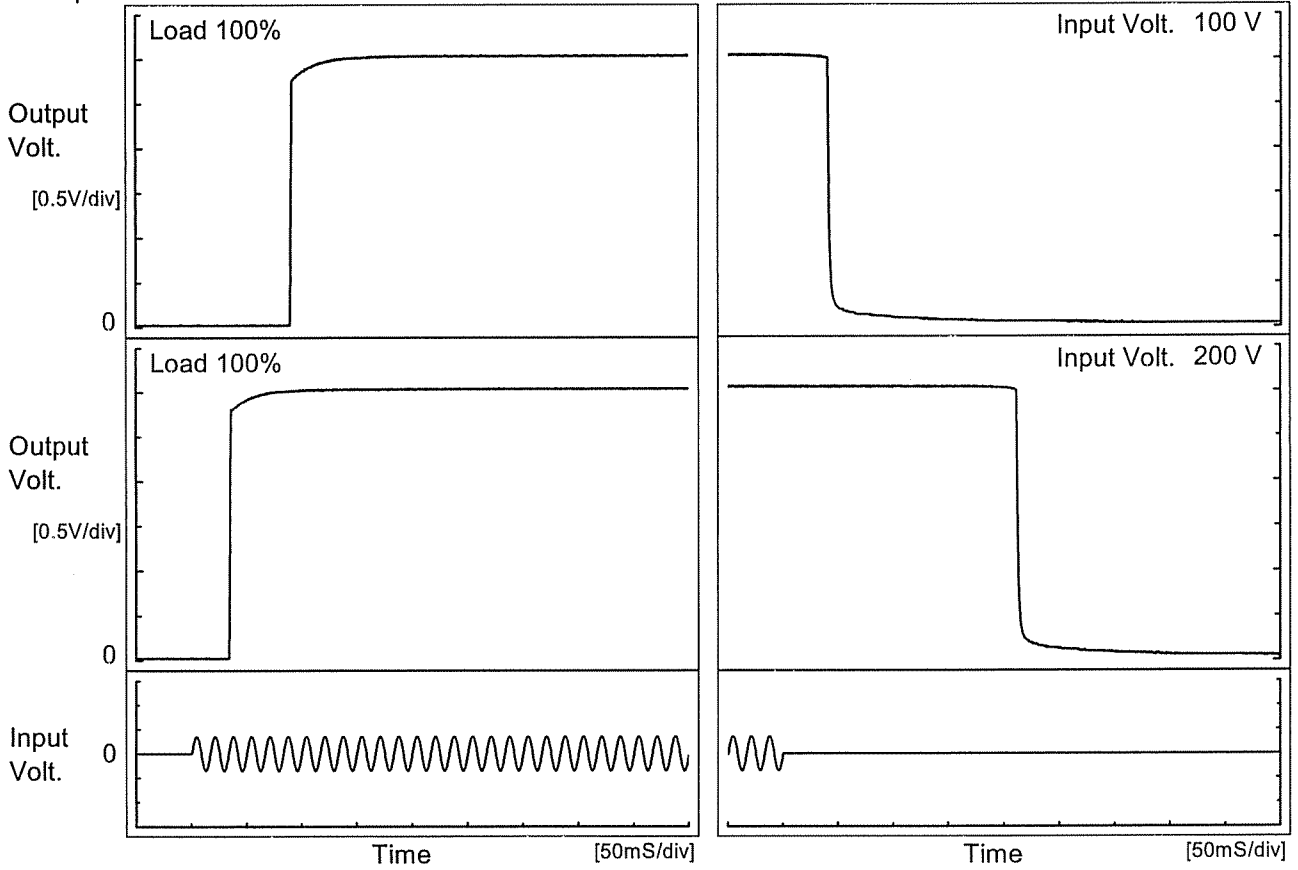 Load 100%
Input Volt. 100 V
Output
Volt.
[0.5V/div]
0
Load 100%
Input Volt. 200 V
Output
Volt.
[0.5V/div]
0
Input
Volt.
0
Time
[50mS/div]
Time
[50mS/div]